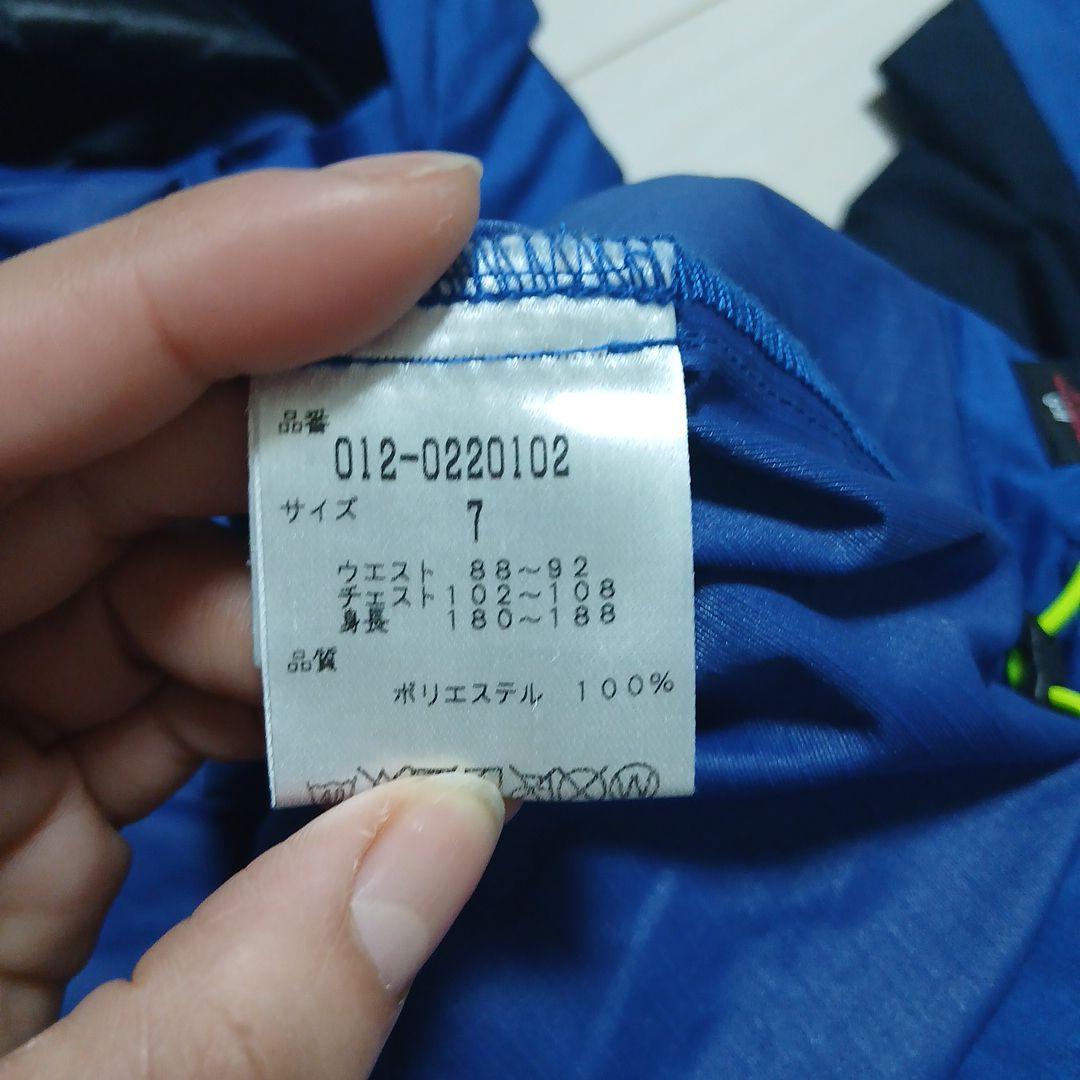 品番
012-0220102
サイズ 7
ウエスト 88～92
チェスト 102～108
身長 180～188
品質
ポリエステル 100%